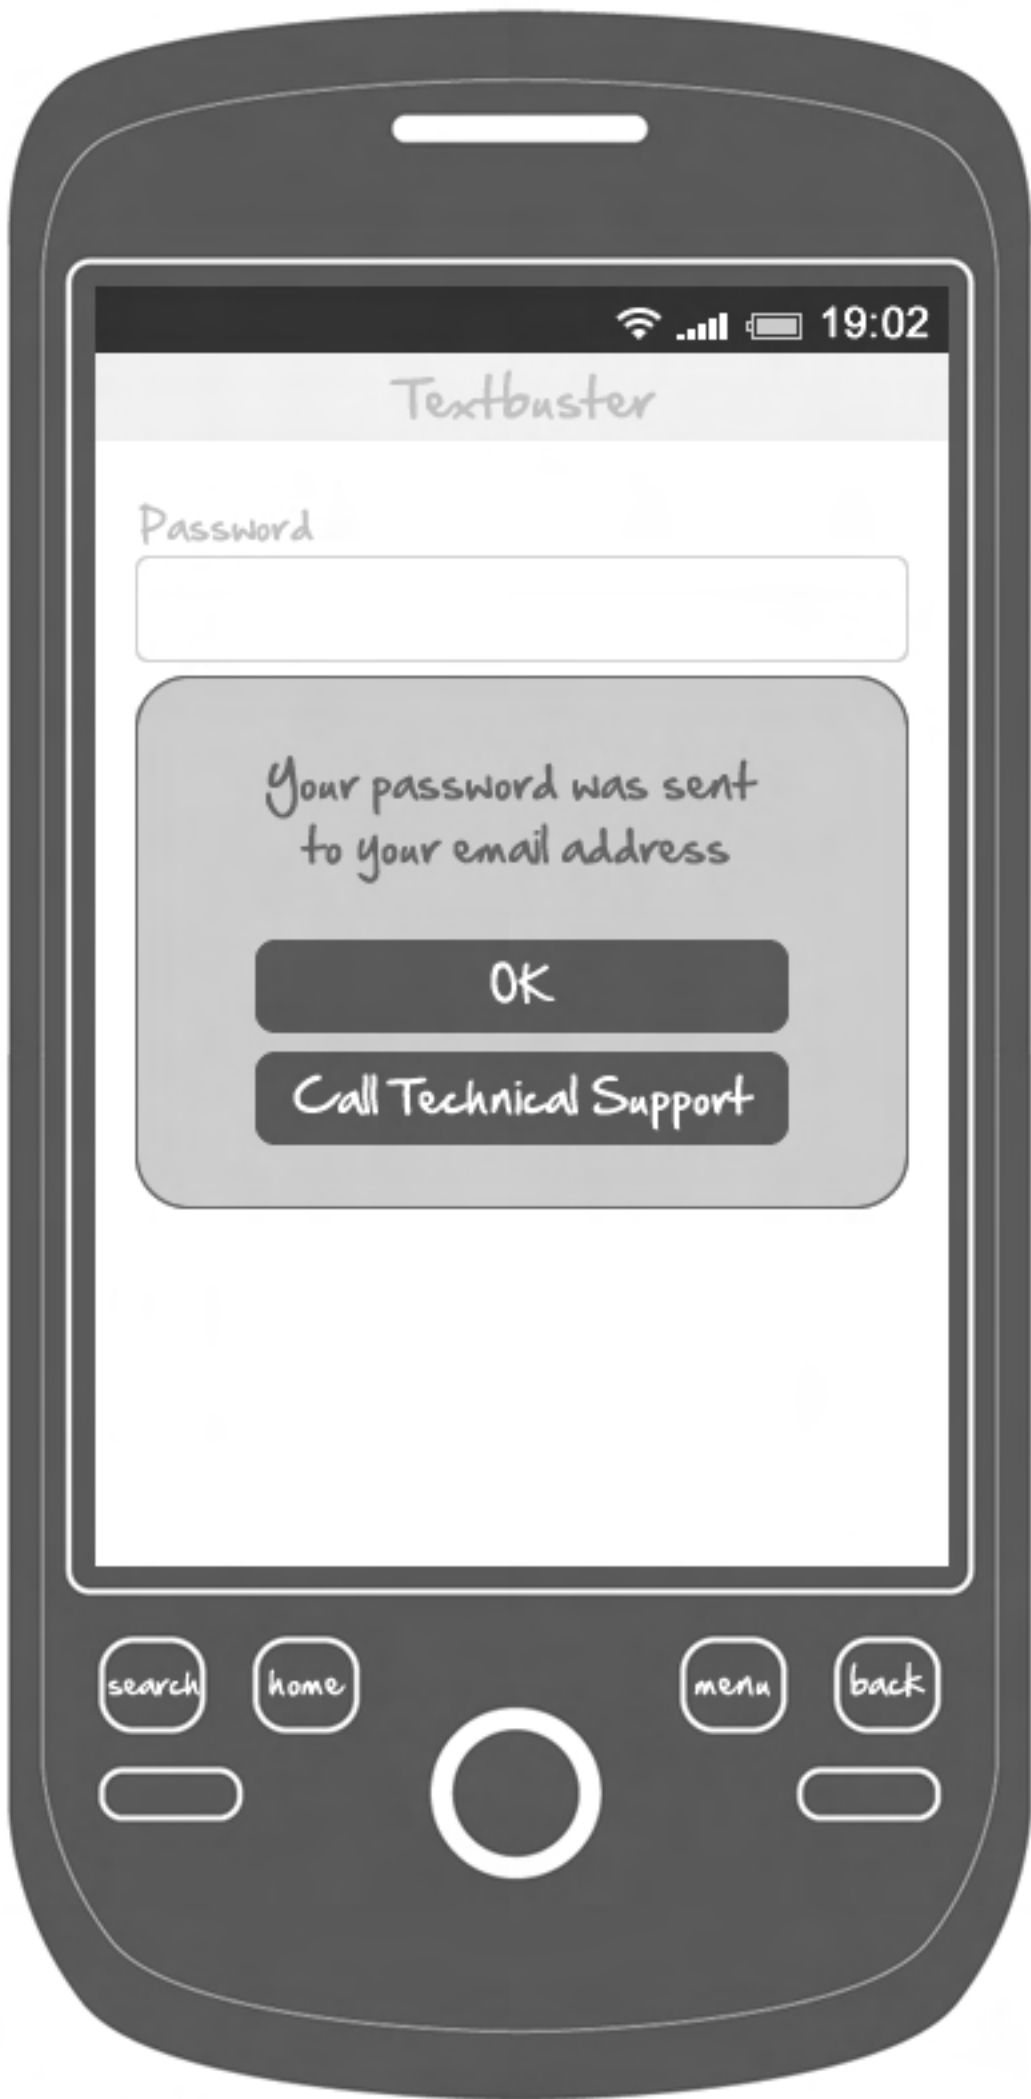 19:02
Textbuster
Password
Your password was sent
to your email address
OK
Call Technical Support
search home menu back